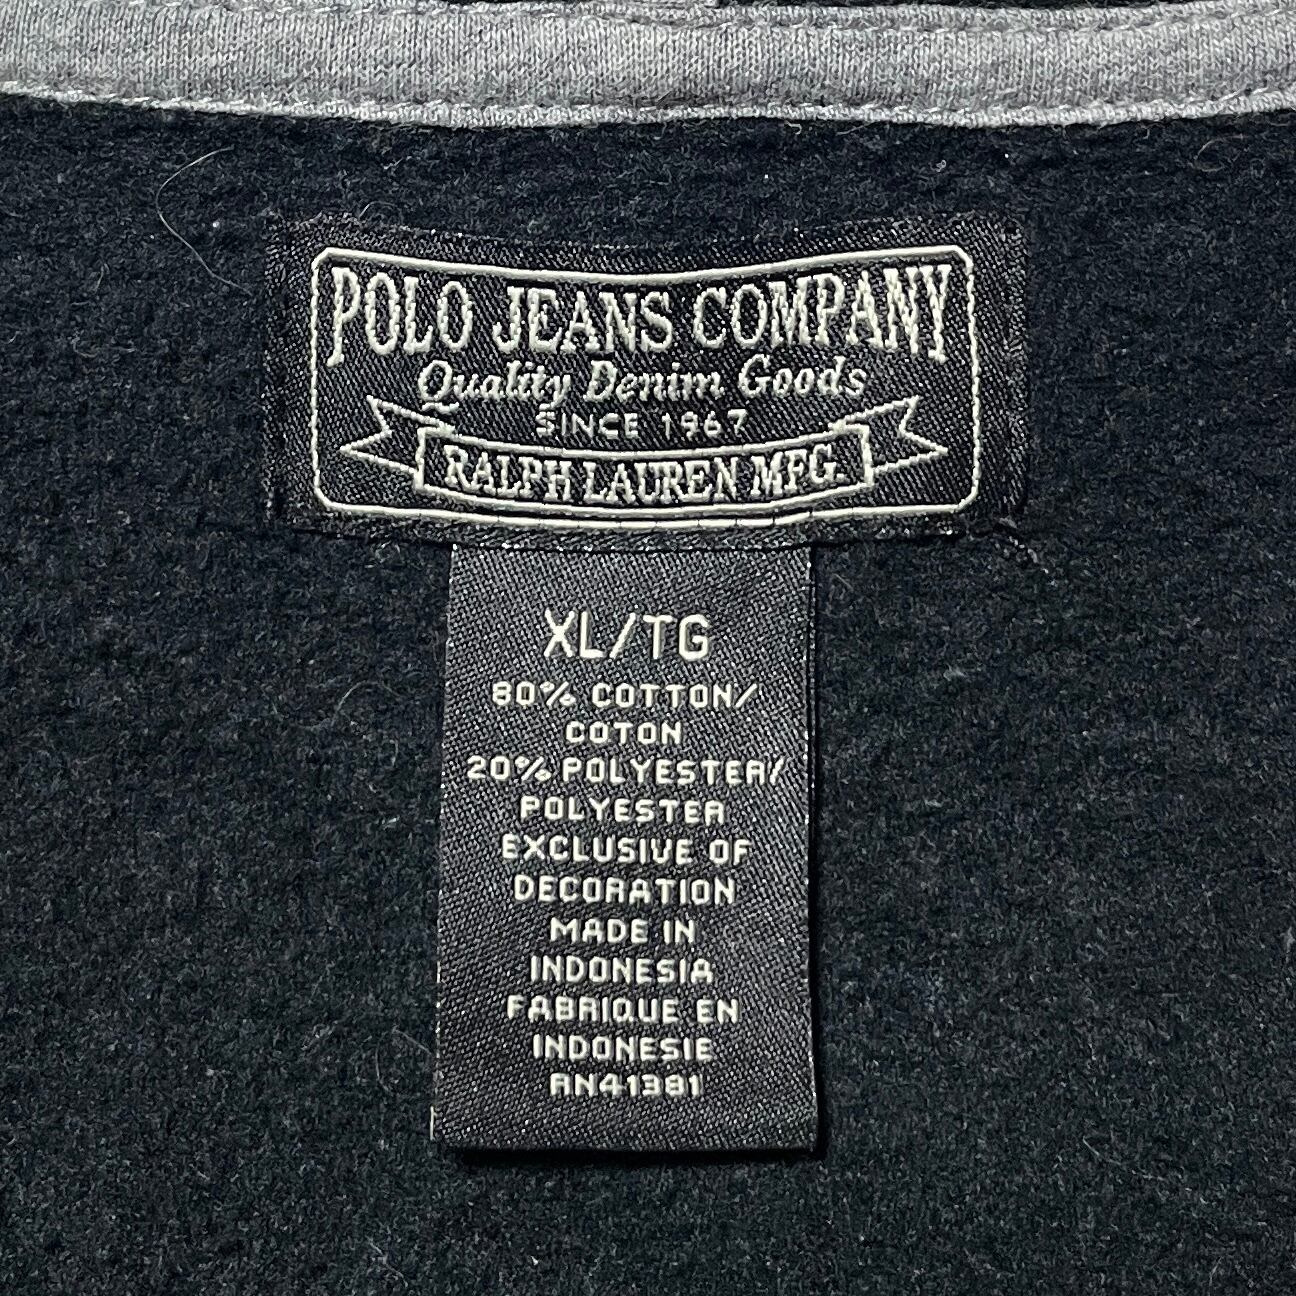 POLO JEANS COMPANY
Quality Denim Goods
SINCE 1967
RALPH LAUREN MFG.
XL/TG
80% COTTON/
COTON
20% POLYESTER/
POLYESTER
EXCLUSIVE OF
DECORATION
MADE IN
INDONESIA
FABRIQUE EN
INDONESIE
RN41381